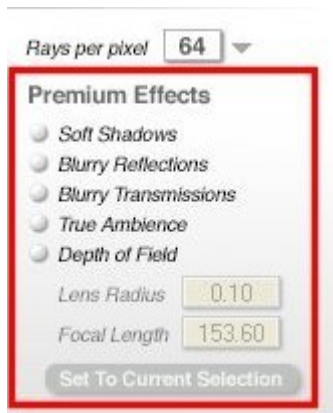 Rays per pixel 64
Premium Effects
Soft Shadows
Blurry Reflections
Blurry Transmissions
True Ambience
Depth of Field
Lens Radius 0.10
Focal Length 153.60
Set To Current Selection